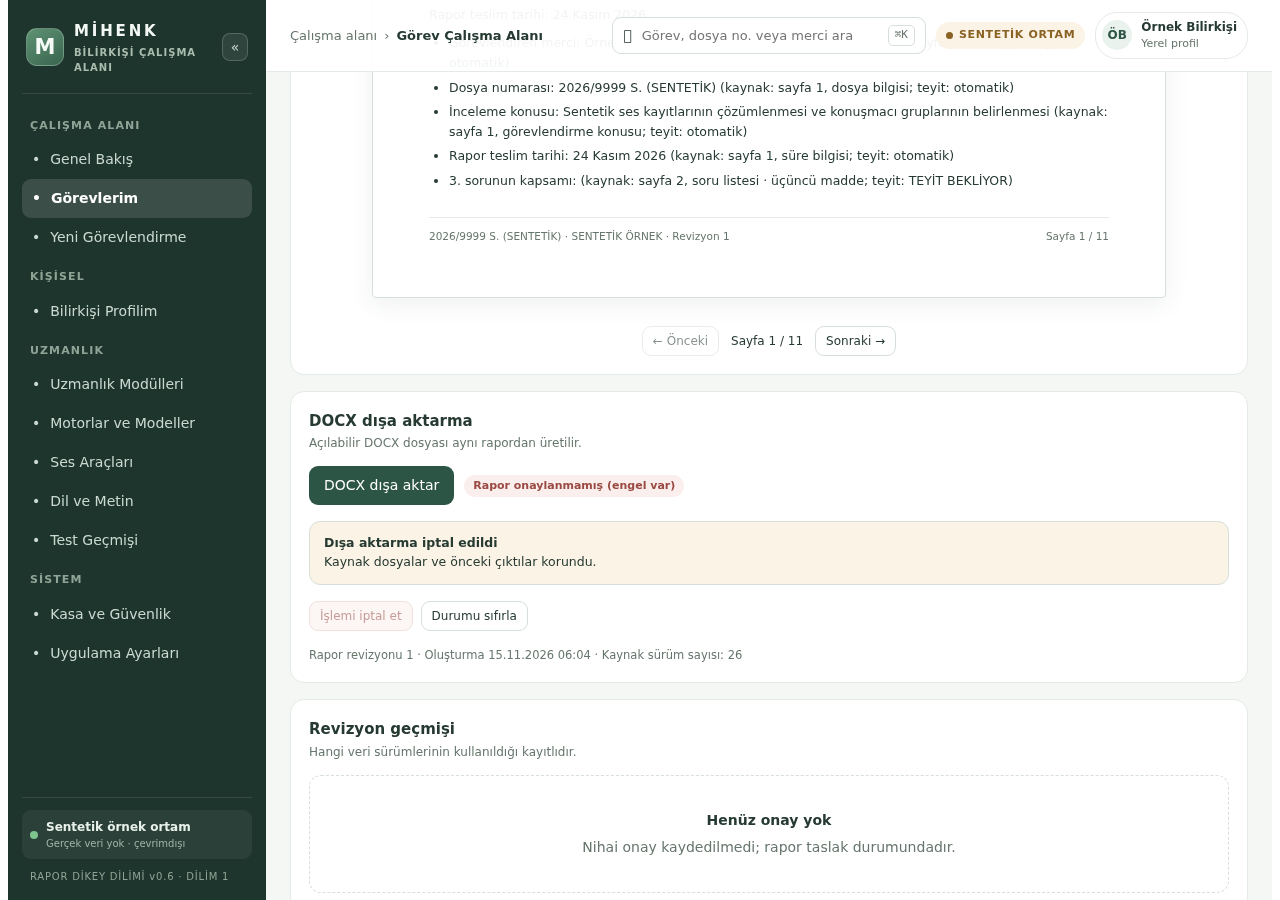 M
MİHENK
BİLİRKİŞİ ÇALIŞMA
ALANI
«
ÇALIŞMA ALANI
• Genel Bakış
• Görevlerim
• Yeni Görevlendirme
KİŞİSEL
• Bilirkişi Profilim
UZMANLIK
• Uzmanlık Modülleri
• Motorlar ve Modeller
• Ses Araçları
• Dil ve Metin
• Test Geçmişi
SİSTEM
• Kasa ve Güvenlik
• Uygulama Ayarları
Sentetik örnek ortam
Gerçek veri yok · çevrimdışı
RAPOR DİKEY DİLİMİ v0.6 · DİLİM 1
Çalışma alanı › Görev Çalışma Alanı
Görev, dosya no. veya merci ara
⌘K
SENTETİK ORTAM
ÖB
Örnek Bilirkişi
Yerel profil
Rapor teslim tarihi: 24 Kasım 2026
otomatik)
• Dosya numarası: 2026/9999 S. (SENTETİK) (kaynak: sayfa 1, dosya bilgisi; teyit: otomatik)
• İnceleme konusu: Sentetik ses kayıtlarının çözümlenmesi ve konuşmacı gruplarının belirlenmesi (kaynak:
sayfa 1, görevlendirme konusu; teyit: otomatik)
• Rapor teslim tarihi: 24 Kasım 2026 (kaynak: sayfa 1, süre bilgisi; teyit: otomatik)
• 3. sorunun kapsamı: (kaynak: sayfa 2, soru listesi · üçüncü madde; teyit: TEYİT BEKLİYOR)
2026/9999 S. (SENTETİK) · SENTETİK ÖRNEK · Revizyon 1
Sayfa 1 / 11
← Önceki
Sayfa 1 / 11
Sonraki →
DOCX dışa aktarma
Açılabilir DOCX dosyası aynı rapordan üretilir.
DOCX dışa aktar
Rapor onaylanmamış (engel var)
Dışa aktarma iptal edildi
Kaynak dosyalar ve önceki çıktılar korundu.
İşlemi iptal et
Durumu sıfırla
Rapor revizyonu 1 · Oluşturma 15.11.2026 06:04 · Kaynak sürüm sayısı: 26
Revizyon geçmişi
Hangi veri sürümlerinin kullanıldığı kayıtlıdır.
Henüz onay yok
Nihai onay kaydedilmedi; rapor taslak durumundadır.